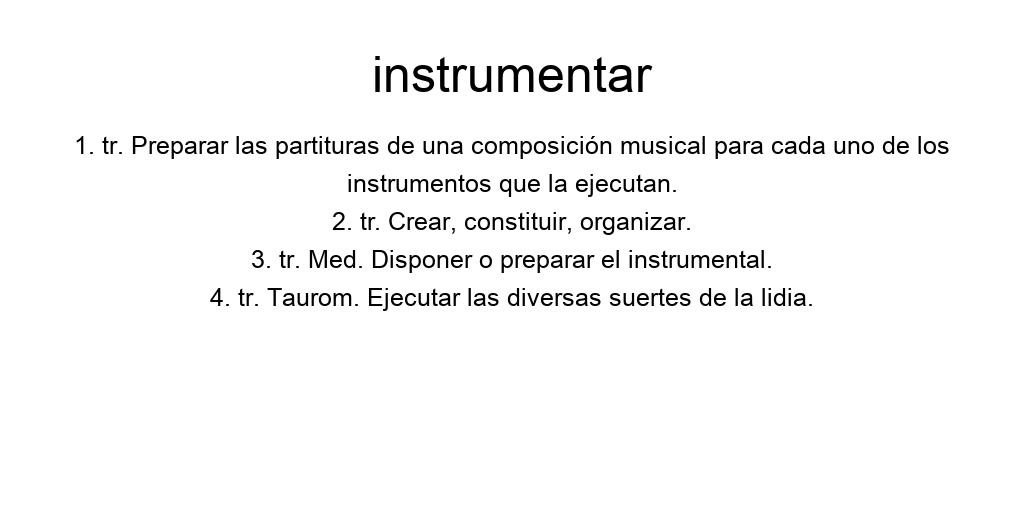 instrumentar
1. tr. Preparar las partituras de una composición musical para cada uno de los
instrumentos que la ejecutan.
2. tr. Crear, constituir, organizar.
3. tr. Med. Disponer o preparar el instrumental.
4. tr. Taurom. Ejecutar las diversas suertes de la lidia.